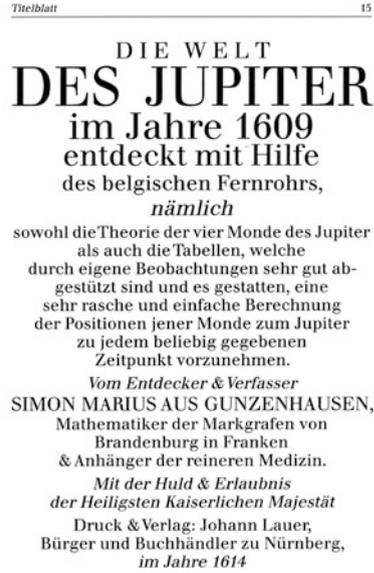 Titelblatt 15
DIE WELT
DES JUPITER
im Jahre 1609
entdeckt mit Hilfe
des belgischen Fernrohrs,
nämlich
sowohl die Theorie der vier Monde des Jupiter
als auch die Tabellen, welche
durch eigene Beobachtungen sehr gut ab-
gestützt sind und es gestatten, eine
sehr rasche und einfache Berechnung
der Positionen jener Monde zum Jupiter
zu jedem beliebig gegebenen
Zeitpunkt vorzunehmen.
Vom Entdecker & Verfasser
SIMON MARIUS AUS GUNZENHAUSEN,
Mathematiker der Markgrafen von
Brandenburg in Franken
& Anhänger der reineren Medizin.
Mit der Huld & Erlaubnis
der Heiligsten Kaiserlichen Majestät
Druck & Verlag: Johann Lauer,
Bürger und Buchhändler zu Nürnberg,
im Jahre 1614